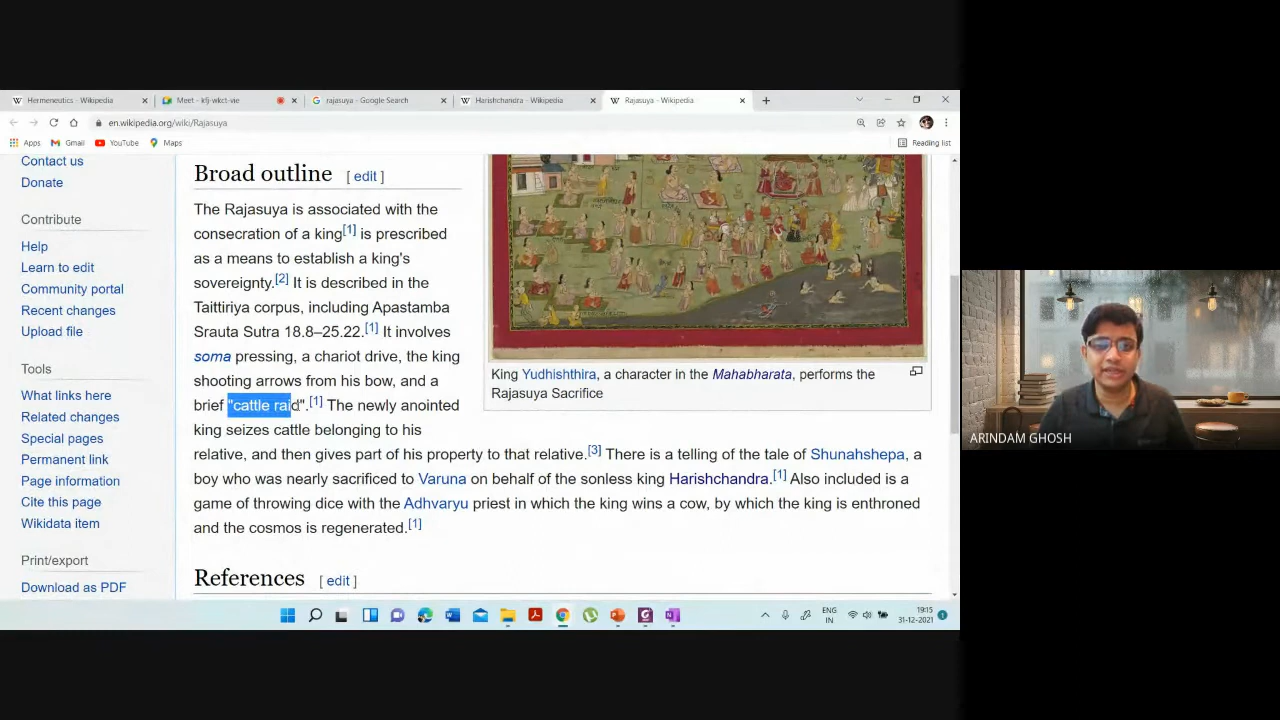 Hermeneutics - Wikipedia
Meet - kfj-wkct-vie
rajasuya - Google Search
Harishchandra - Wikipedia
Rajasuya - Wikipedia
en.wikipedia.org/wiki/Rajasuya
Apps
Gmail
YouTube
Maps
Reading list
Contact us
Donate
Contribute
Help
Learn to edit
Community portal
Recent changes
Upload file
Tools
What links here
Related changes
Special pages
Permanent link
Page information
Cite this page
Wikidata item
Print/export
Download as PDF
Broad outline [ edit ]
The Rajasuya is associated with the
consecration of a king[1] is prescribed
as a means to establish a king's
sovereignty.[2] It is described in the
Taittiriya corpus, including Apastamba
Srauta Sutra 18.8–25.22.[1] It involves
soma pressing, a chariot drive, the king
shooting arrows from his bow, and a
brief "cattle raid".[1] The newly anointed
king seizes cattle belonging to his
relative, and then gives part of his property to that relative.[3] There is a telling of the tale of Shunahshepa, a
boy who was nearly sacrificed to Varuna on behalf of the sonless king Harishchandra.[1] Also included is a
game of throwing dice with the Adhvaryu priest in which the king wins a cow, by which the king is enthroned
and the cosmos is regenerated.[1]
King Yudhishthira, a character in the Mahabharata, performs the
Rajasuya Sacrifice
References [ edit ]
ENG
IN
19:15
31-12-2021
1
ARINDAM GHOSH